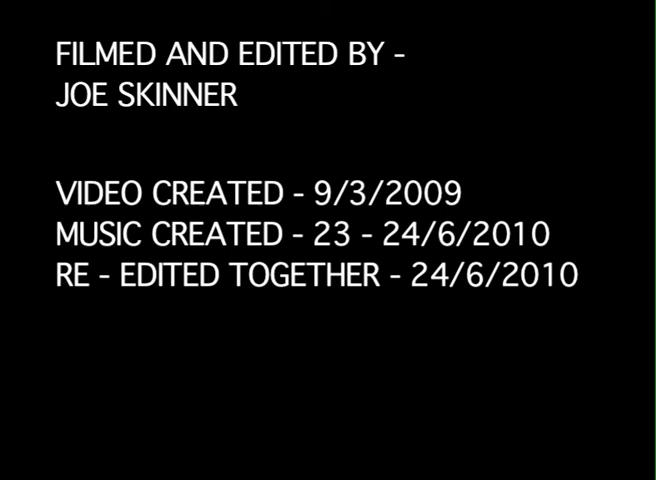 FILMED AND EDITED BY -
JOE SKINNER
VIDEO CREATED - 9/3/2009
MUSIC CREATED - 23 - 24/6/2010
RE - EDITED TOGETHER - 24/6/2010